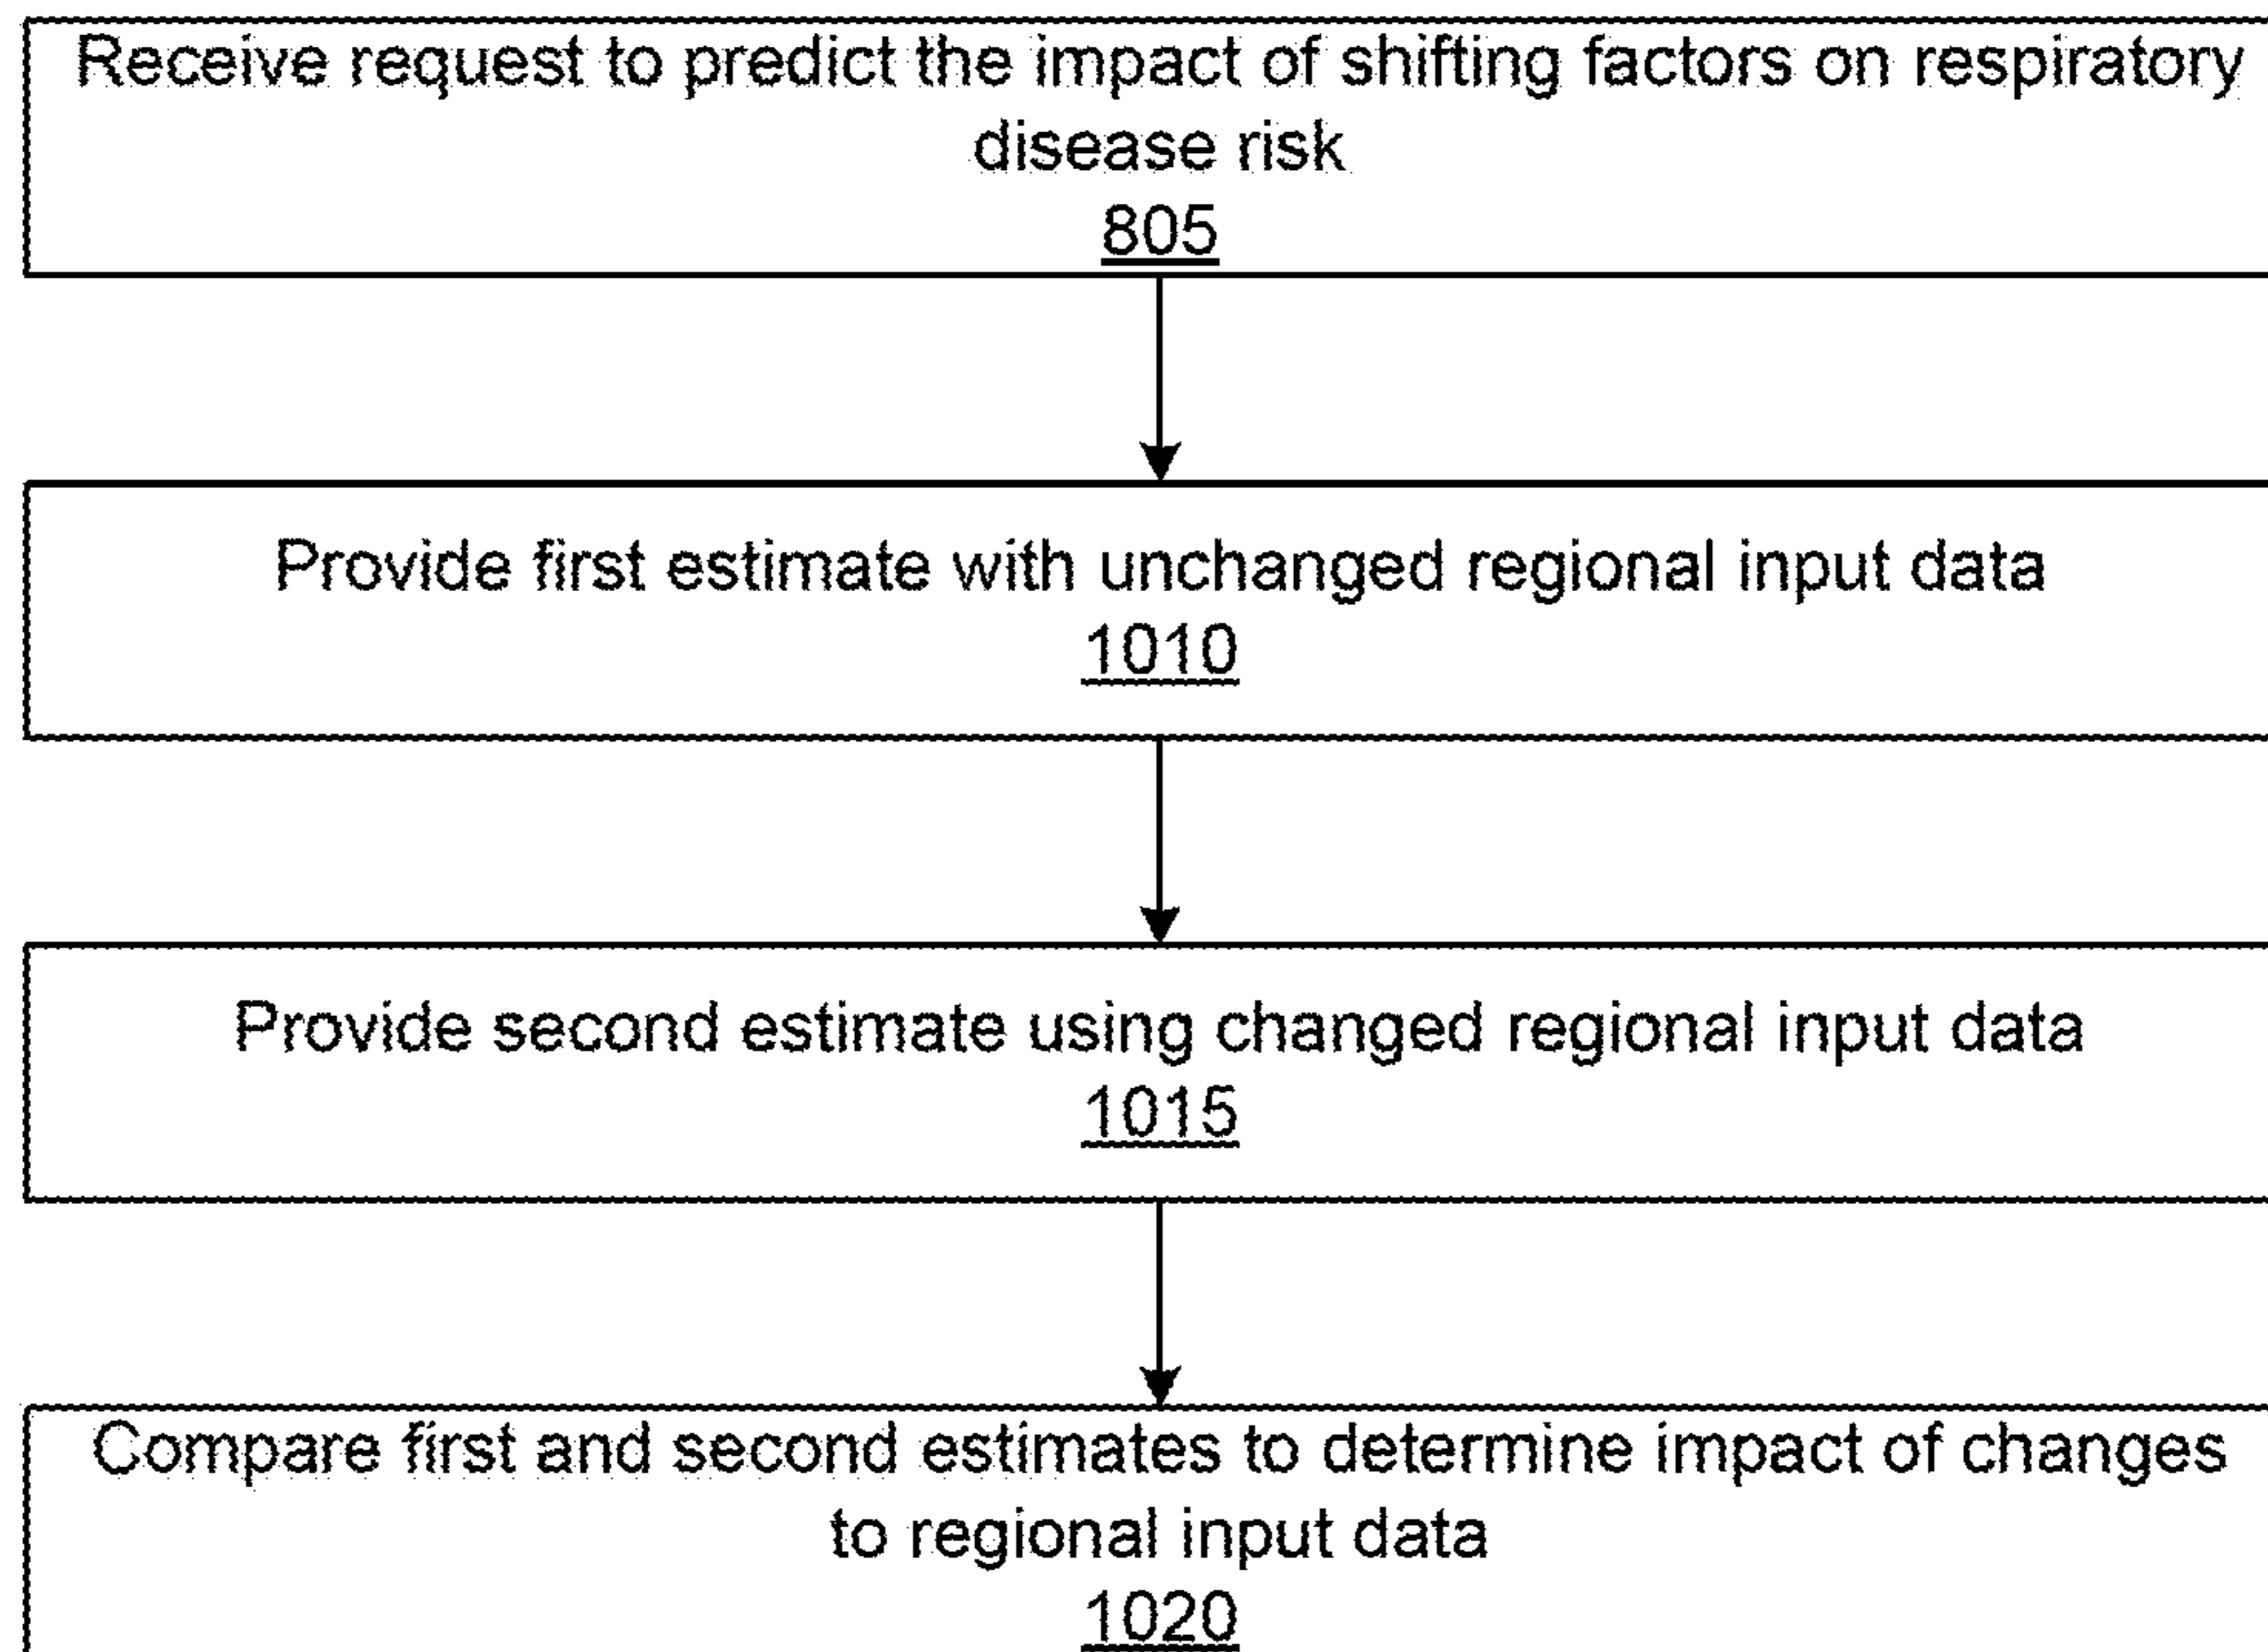 Receive request to predict the impact of shifting factors on respiratory
disease risk
805
Provide first estimate with unchanged regional input data
1010
Provide second estimate using changed regional input data
1015
Compare first and second estimates to determine impact of changes
to regional input data
1020